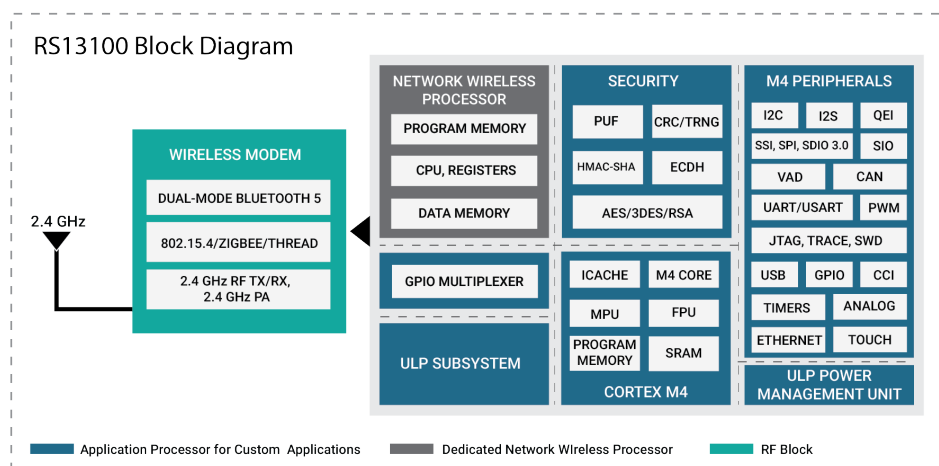 RS13100 Block Diagram
2.4 GHz
WIRELESS MODEM
DUAL-MODE BLUETOOTH 5
802.15.4/ZIGBEE/THREAD
2.4 GHz RF TX/RX,
2.4 GHz PA
NETWORK WIRELESS
PROCESSOR
PROGRAM MEMORY
CPU, REGISTERS
DATA MEMORY
GPIO MULTIPLEXER
ULP SUBSYSTEM
SECURITY
PUF
CRC/TRNG
HMAC-SHA
ECDH
AES/3DES/RSA
ICACHE
M4 CORE
MPU
FPU
PROGRAM
MEMORY
SRAM
CORTEX M4
M4 PERIPHERALS
I2C
I2S
QEI
SSI, SPI, SDIO 3.0
SIO
VAD
CAN
UART/USART
PWM
JTAG, TRACE, SWD
USB
GPIO
CCI
TIMERS
ANALOG
ETHERNET
TOUCH
ULP POWER
MANAGEMENT UNIT
Application Processor for Custom Applications
Dedicated Network WIreless Processor
RF Block